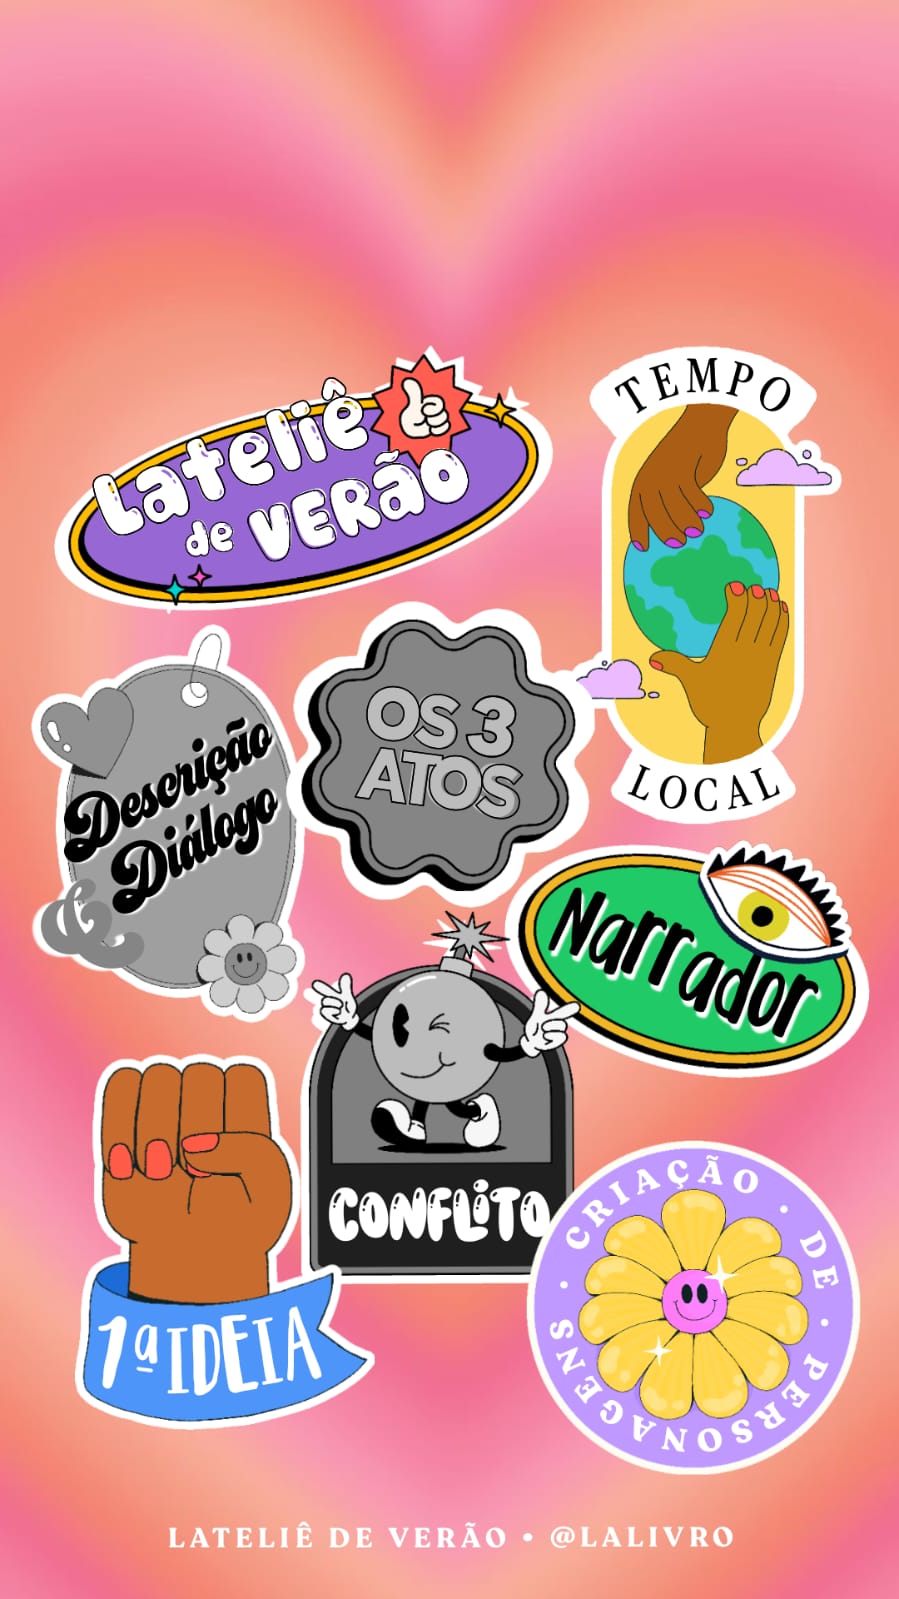 Lateliê
de VERÃO
TEMPO
LOCAL
Descrição
& Diálogo
OS 3
ATOS
Narrador
CONFLITO
1ª IDEIA
CRIAÇÃO · DE · PERSONAGENS ·
LATELIÊ DE VERÃO • @LALIVRO